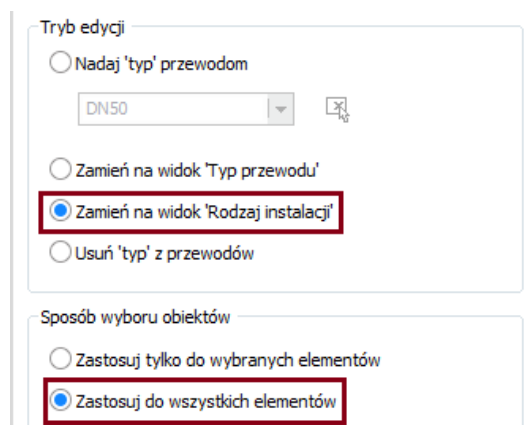 Tryb edycji
Nadaj 'typ' przewodom
DN50
Zamień na widok 'Typ przewodu'
Zamień na widok 'Rodzaj instalacji'
Usuń 'typ' z przewodów
Sposób wyboru obiektów
Zastosuj tylko do wybranych elementów
Zastosuj do wszystkich elementów